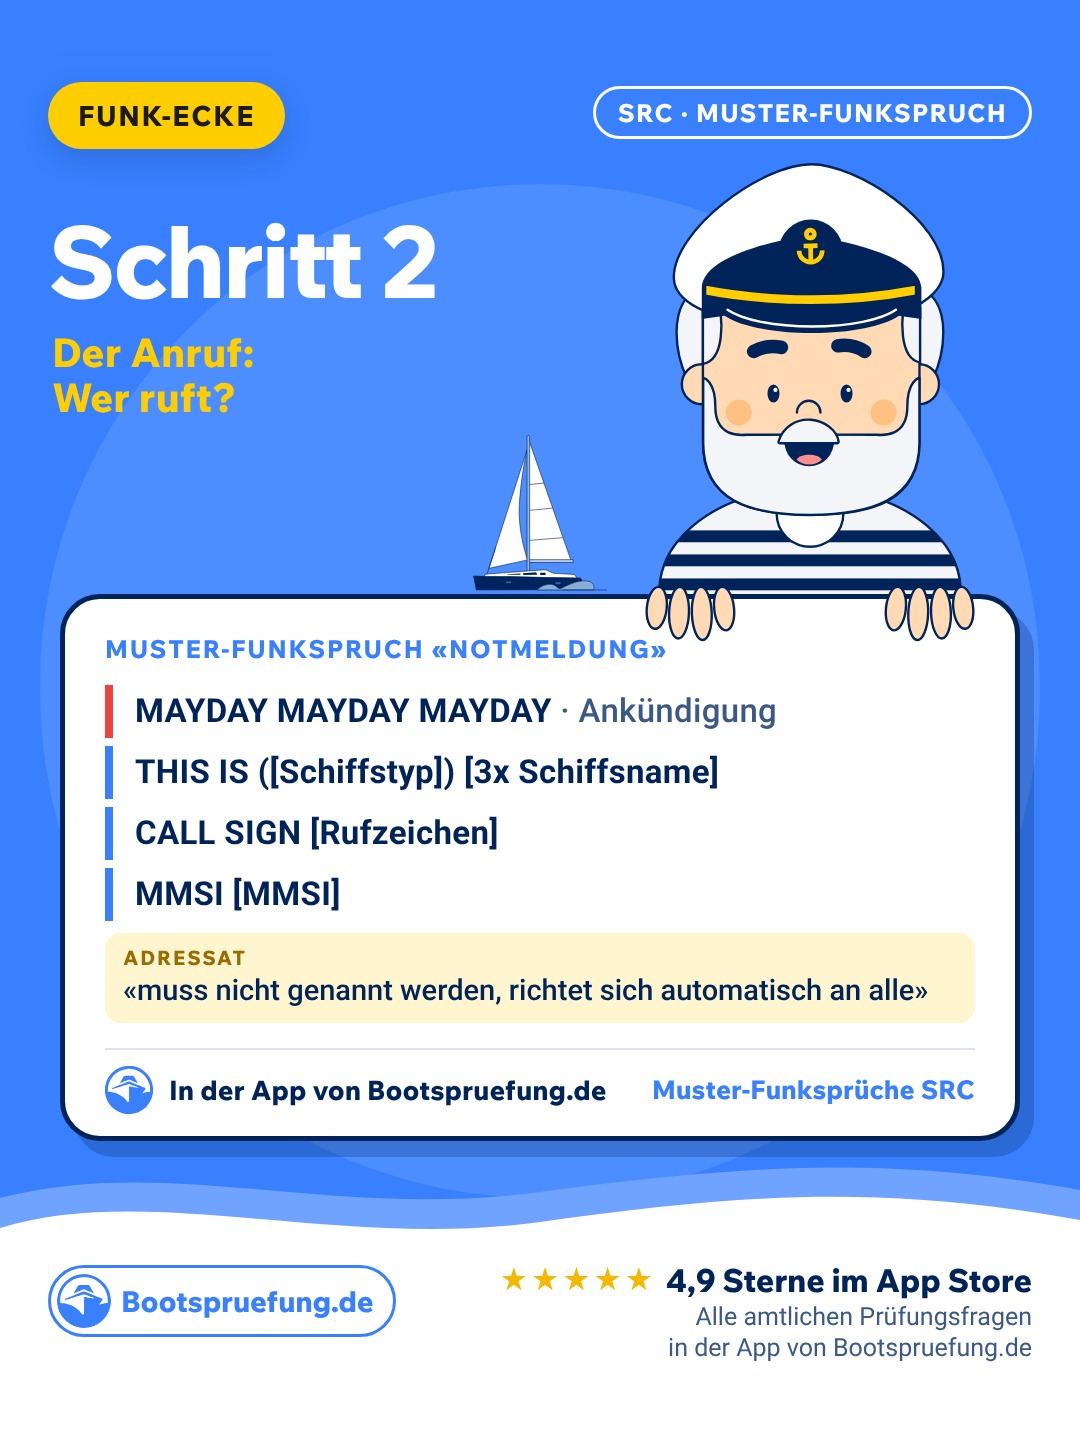 FUNK-ECKE
SRC · MUSTER-FUNKSPRUCH
Schritt 2
Der Anruf:
Wer ruft?
MUSTER-FUNKSPRUCH «NOTMELDUNG»
MAYDAY MAYDAY MAYDAY · Ankündigung
THIS IS ([Schiffstyp]) [3x Schiffsname]
CALL SIGN [Rufzeichen]
MMSI [MMSI]
ADRESSAT
«muss nicht genannt werden, richtet sich automatisch an alle»
In der App von Bootspruefung.de
Muster-Funksprüche SRC
Bootspruefung.de
★★★★★ 4,9 Sterne im App Store
Alle amtlichen Prüfungsfragen
in der App von Bootspruefung.de